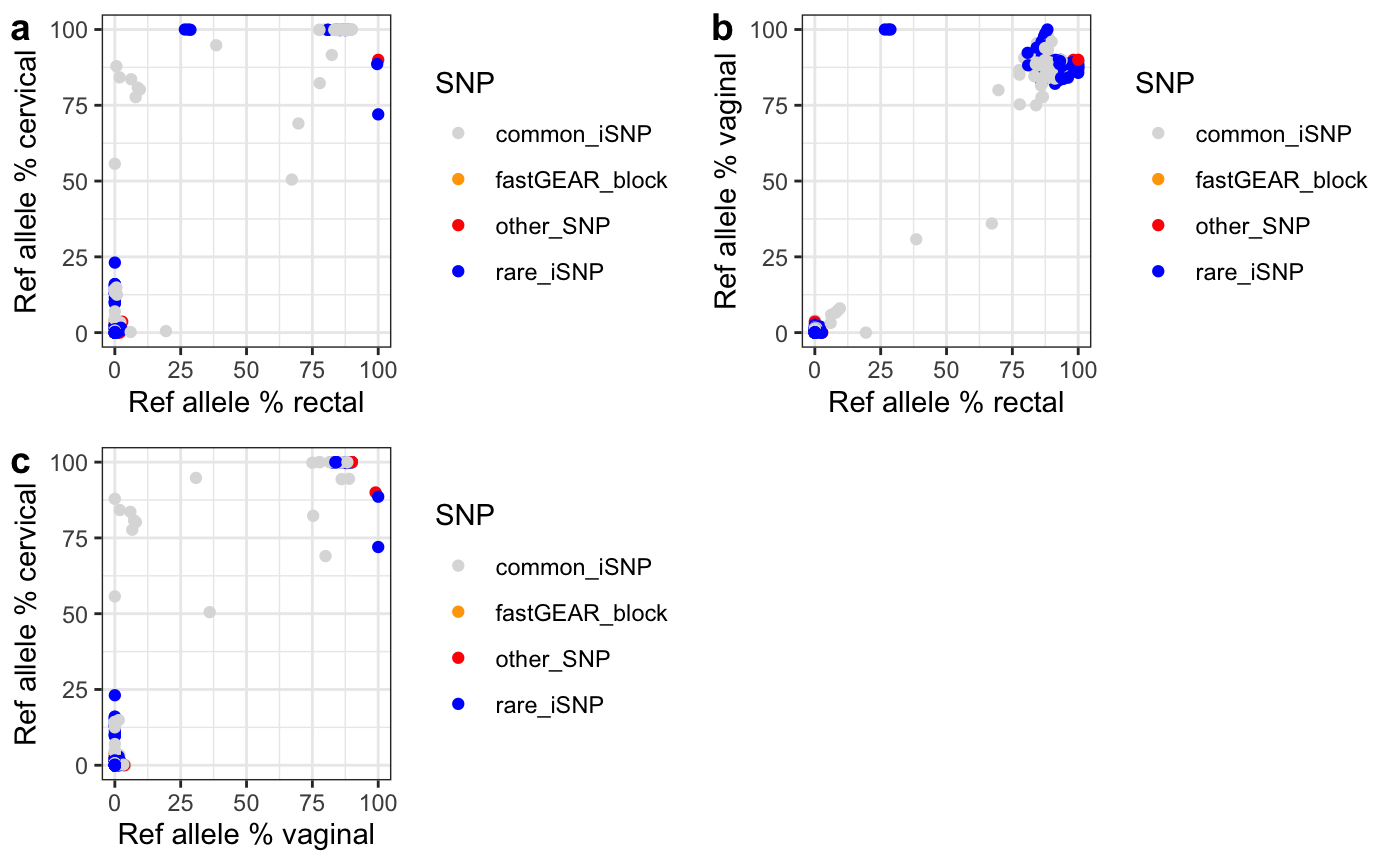 a
Ref allele % cervical
100
75
50
25
0
0 25 50 75 100
Ref allele % rectal
SNP
common_iSNP
fastGEAR_block
other_SNP
rare_iSNP
b
Ref allele % vaginal
100
75
50
25
0
0 25 50 75 100
Ref allele % rectal
SNP
common_iSNP
fastGEAR_block
other_SNP
rare_iSNP
c
Ref allele % cervical
100
75
50
25
0
0 25 50 75 100
Ref allele % vaginal
SNP
common_iSNP
fastGEAR_block
other_SNP
rare_iSNP